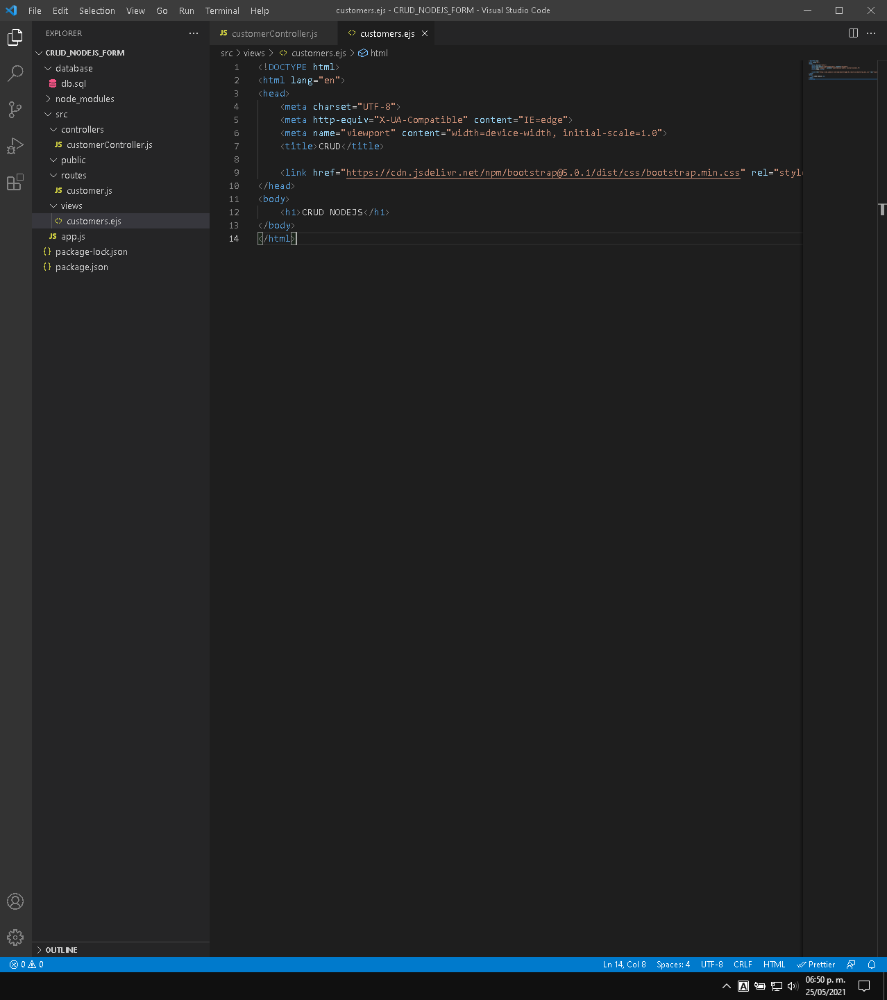 File Edit Selection View Go Run Terminal Help customers.ejs - CRUD_NODEJS_FORM - Visual Studio Code
EXPLORER
CRUD_NODEJS_FORM
database
db.sql
node_modules
src
controllers
JS customerController.js
public
routes
JS customer.js
views
<> customers.ejs
JS app.js
{} package-lock.json
{} package.json
OUTLINE
JS customerController.js <> customers.ejs
src > views > <> customers.ejs > html
1 <!DOCTYPE html>
2 <html lang="en">
3 <head>
4 <meta charset="UTF-8">
5 <meta http-equiv="X-UA-Compatible" content="IE=edge">
6 <meta name="viewport" content="width=device-width, initial-scale=1.0">
7 <title>CRUD</title>
8
9 <link href="https://cdn.jsdelivr.net/npm/bootstrap@5.0.1/dist/css/bootstrap.min.css" rel="style
10 </head>
11 <body>
12 <h1>CRUD NODEJS</h1>
13 </body>
14 </html>
0 0 Ln 14, Col 8 Spaces: 4 UTF-8 CRLF HTML Prettier
A 06:50 p. m.
25/05/2021